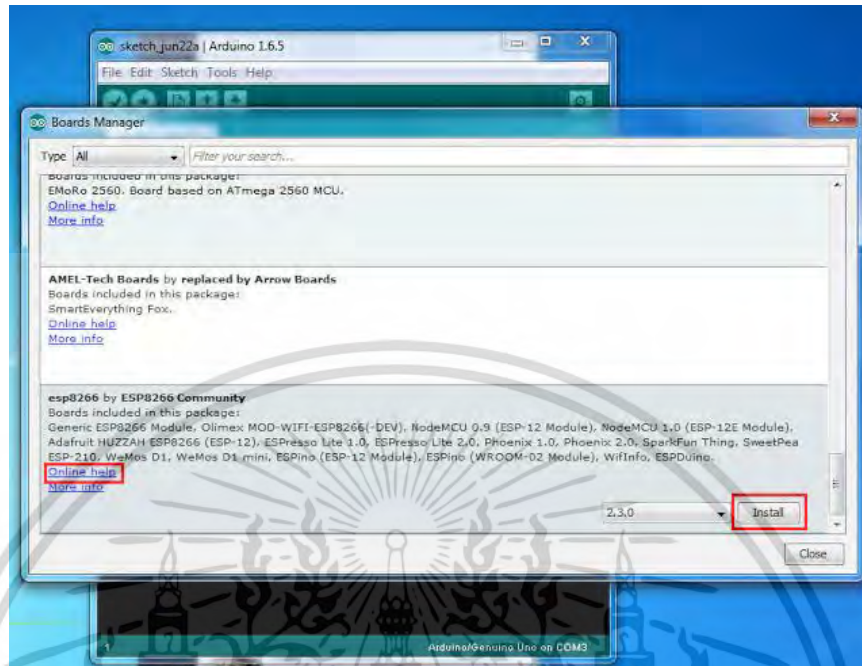 sketch_jun22a | Arduino 1.6.5
File Edit Sketch Tools Help
Boards Manager
Type All Filter your search...
Boards included in this package:
EMoRo 2560. Board based on ATmega 2560 MCU.
Online help
More info
AMEL-Tech Boards by replaced by Arrow Boards
Boards included in this package:
SmartEverything Fox.
Online help
More info
esp8266 by ESP8266 Community
Boards included in this package:
Generic ESP8266 Module, Olimex MOD-WIFI-ESP8266(-DEV), NodeMCU 0.9 (ESP-12 Module), NodeMCU 1.0 (ESP-12E Module),
Adafruit HUZZAH ESP8266 (ESP-12), ESPresso Lite 1.0, ESPresso Lite 2.0, Phoenix 1.0, Phoenix 2.0, SparkFun Thing, SweetPea
ESP-210, WeMos D1, WeMos D1 mini, ESPino (ESP-12 Module), ESPino (WROOM-02 Module), WifInfo, ESPDuino.
Online help
More info
2.3.0 Install
Close
1 Arduino/Genuino Uno on COM3